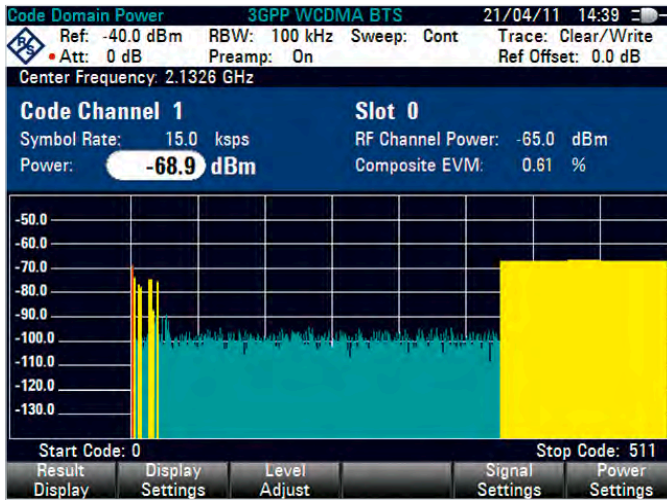 Code Domain Power 3GPP WCDMA BTS 21/04/11 14:39
Ref: -40.0 dBm RBW: 100 kHz Sweep: Cont Trace: Clear/Write
Att: 0 dB Preamp: On Ref Offset: 0.0 dB
Center Frequency: 2.1326 GHz
Code Channel 1 Slot 0
Symbol Rate: 15.0 ksps RF Channel Power: -65.0 dBm
Power: -68.9 dBm Composite EVM: 0.61 %
-50.0
-60.0
-70.0
-80.0
-90.0
-100.0
-110.0
-120.0
-130.0
Start Code: 0 Stop Code: 511
Result Display Display Settings Level Adjust Signal Settings Power Settings